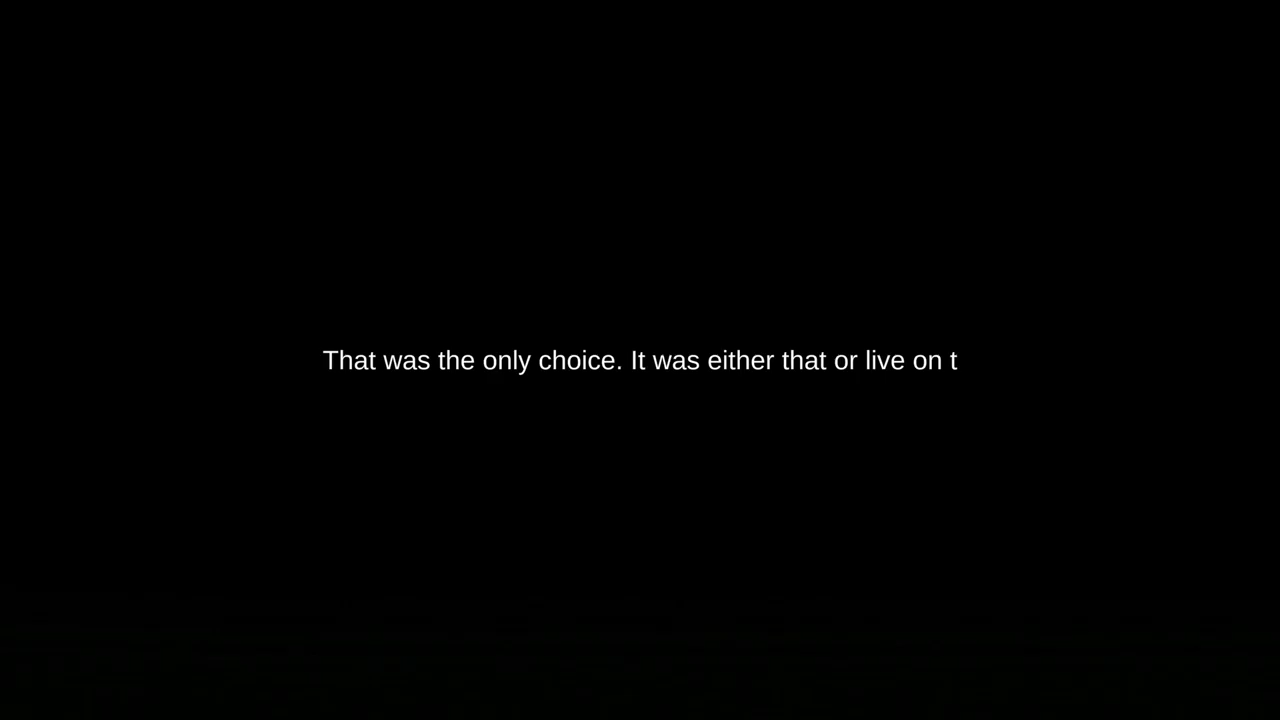 That was the only choice. It was either that or live on t